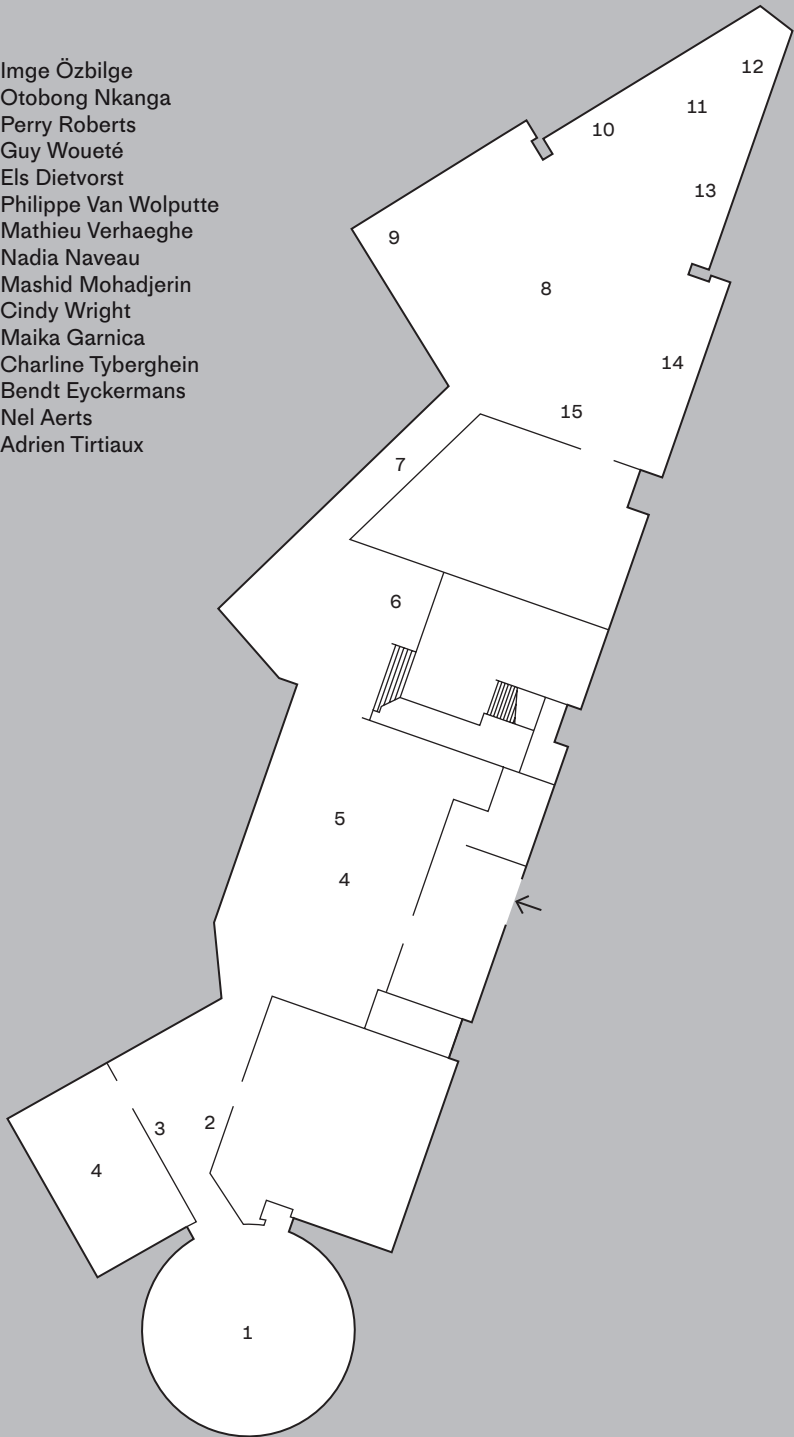 Imge Özbilge
Otobong Nkanga
Perry Roberts
Guy Woueté
Els Dietvorst
Philippe Van Wolputte
Mathieu Verhaeghe
Nadia Naveau
Mashid Mohadjerin
Cindy Wright
Maika Garnica
Charline Tyberghein
Bendt Eyckermans
Nel Aerts
Adrien Tirtiaux
12
11
10
13
9
8
14
15
7
6
5
4
2
3
4
1